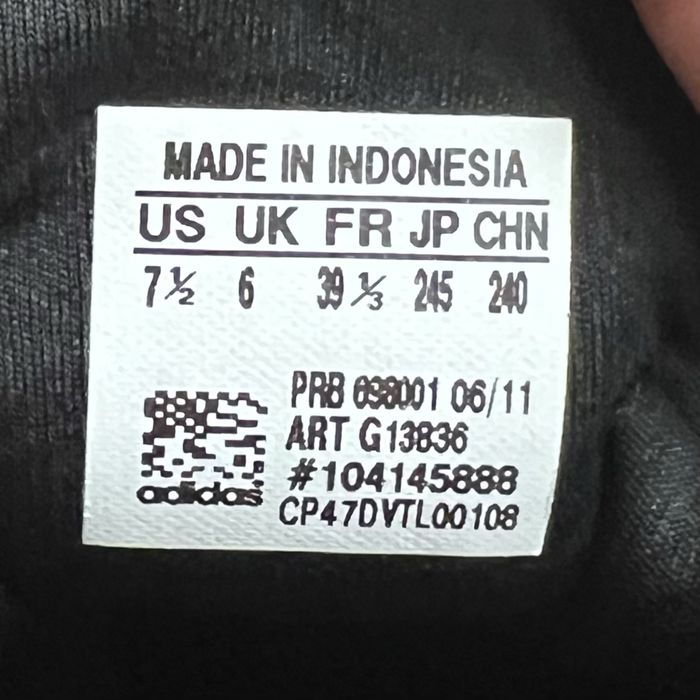 MADE IN INDONESIA
US UK FR JP CHN
7½ 6 39⅓ 245 240
PRB 698001 06/11
ART G13836
#104145888
adidas
CP47DVTL00108